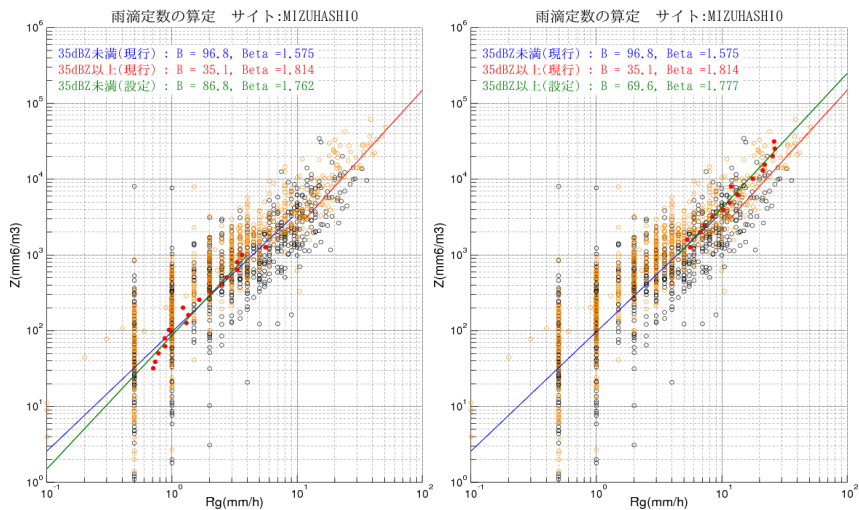 雨滴定数の算定　サイト:MIZUHASHIO
35dBZ未満(現行) : B = 96.8, Beta =1.575
35dBZ以上(現行) : B = 35.1, Beta =1.814
35dBZ未満(設定) : B = 86.8, Beta =1.762
Z(mm6/m3)
10^6
10^5
10^4
10^3
10^2
10^1
10^0
10^-1
10^0
10^1
10^2
Rg(mm/h)
雨滴定数の算定　サイト:MIZUHASHIO
35dBZ未満(現行) : B = 96.8, Beta =1.575
35dBZ以上(現行) : B = 35.1, Beta =1.814
35dBZ以上(設定) : B = 69.6, Beta =1.777
Z(mm6/m3)
10^6
10^5
10^4
10^3
10^2
10^1
10^0
10^-1
10^0
10^1
10^2
Rg(mm/h)